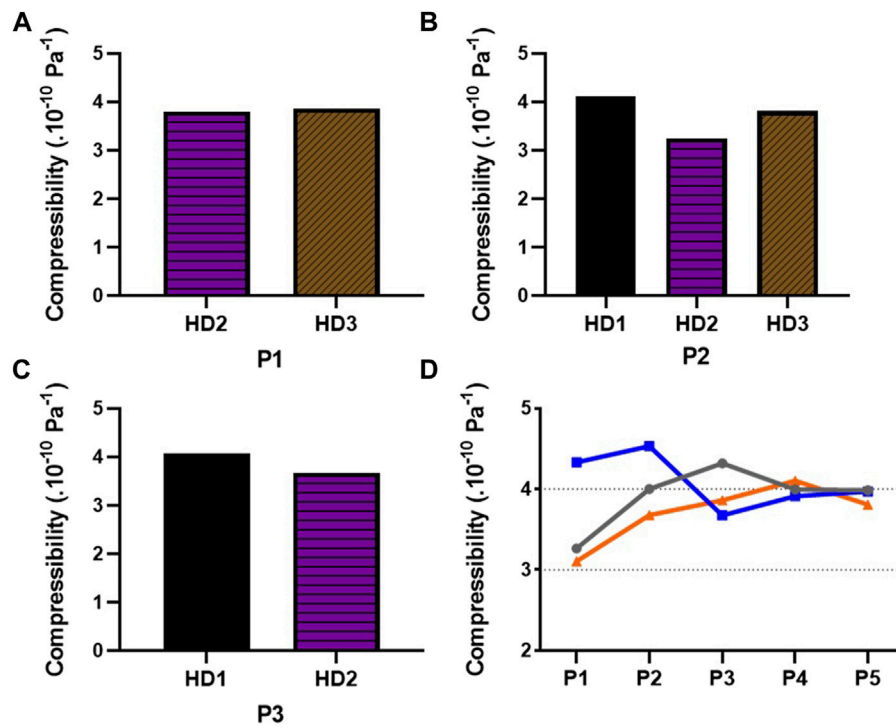 A
Compressibility (.10⁻¹⁰ Pa⁻¹)
5
4
3
2
1
0
HD2 HD3
P1
B
Compressibility (.10⁻¹⁰ Pa⁻¹)
5
4
3
2
1
0
HD1 HD2 HD3
P2
C
Compressibility (.10⁻¹⁰ Pa⁻¹)
5
4
3
2
1
0
HD1 HD2
P3
D
Compressibility (.10⁻¹⁰ Pa⁻¹)
5
4
3
2
P1 P2 P3 P4 P5